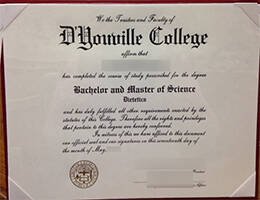 We the Trustees and Faculty of
D'Youville College
affirm that
has completed the course of study prescribed for the degree
Bachelor and Master of Science
Dietetics
and has duly fulfilled all other requirements enacted by the
statutes of this College. Therefore all the rights and privileges
that pertain to this degree are hereby conferred.
In witness of this we have affixed to this document
our official seal and our signatures on this seventeenth day of
the month of May,
President